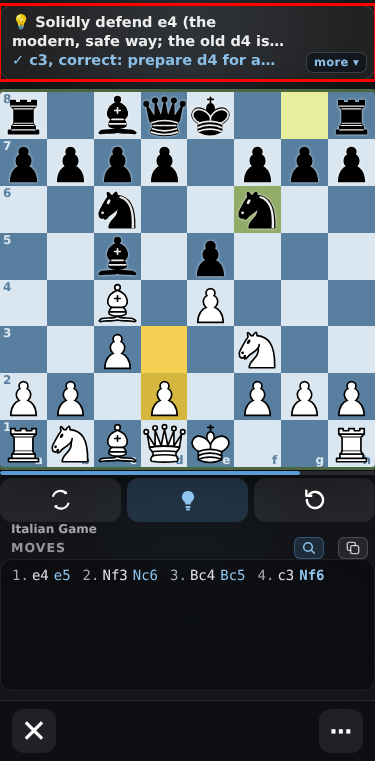 💡 Solidly defend e4 (the
modern, safe way; the old d4 is…
✓ c3, correct: prepare d4 for a…
more ▾
8
7
6
5
4
3
2
1
d e f g h
Italian Game
MOVES
1. e4 e5 2. Nf3 Nc6 3. Bc4 Bc5 4. c3 Nf6